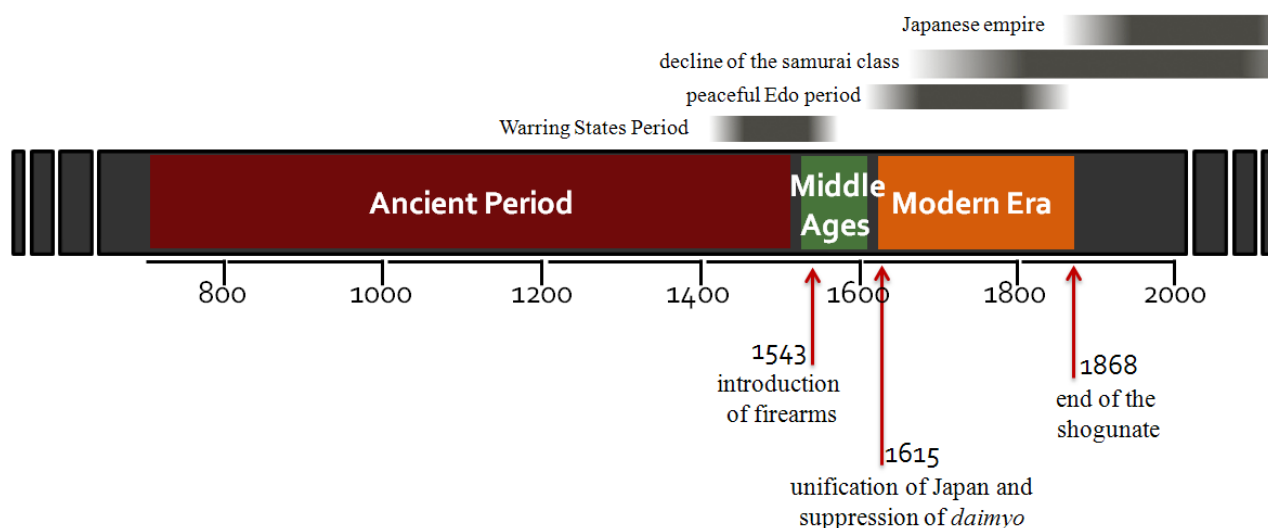 Japanese empire
decline of the samurai class
peaceful Edo period
Warring States Period
Ancient Period
Middle
Ages
Modern Era
800
1000
1200
1400
1600
1800
2000
1543
introduction
of firearms
1615
unification of Japan and
suppression of daimyo
1868
end of the
shogunate